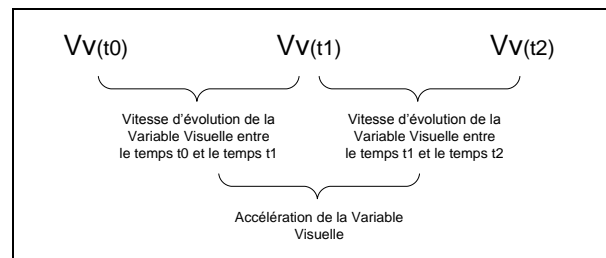 Vv(t0) Vv(t1) Vv(t2)
Vitesse d'évolution de la Vitesse d'évolution de la
Variable Visuelle entre Variable Visuelle entre
le temps t0 et le temps t1 le temps t1 et le temps t2
Accélération de la Variable
Visuelle